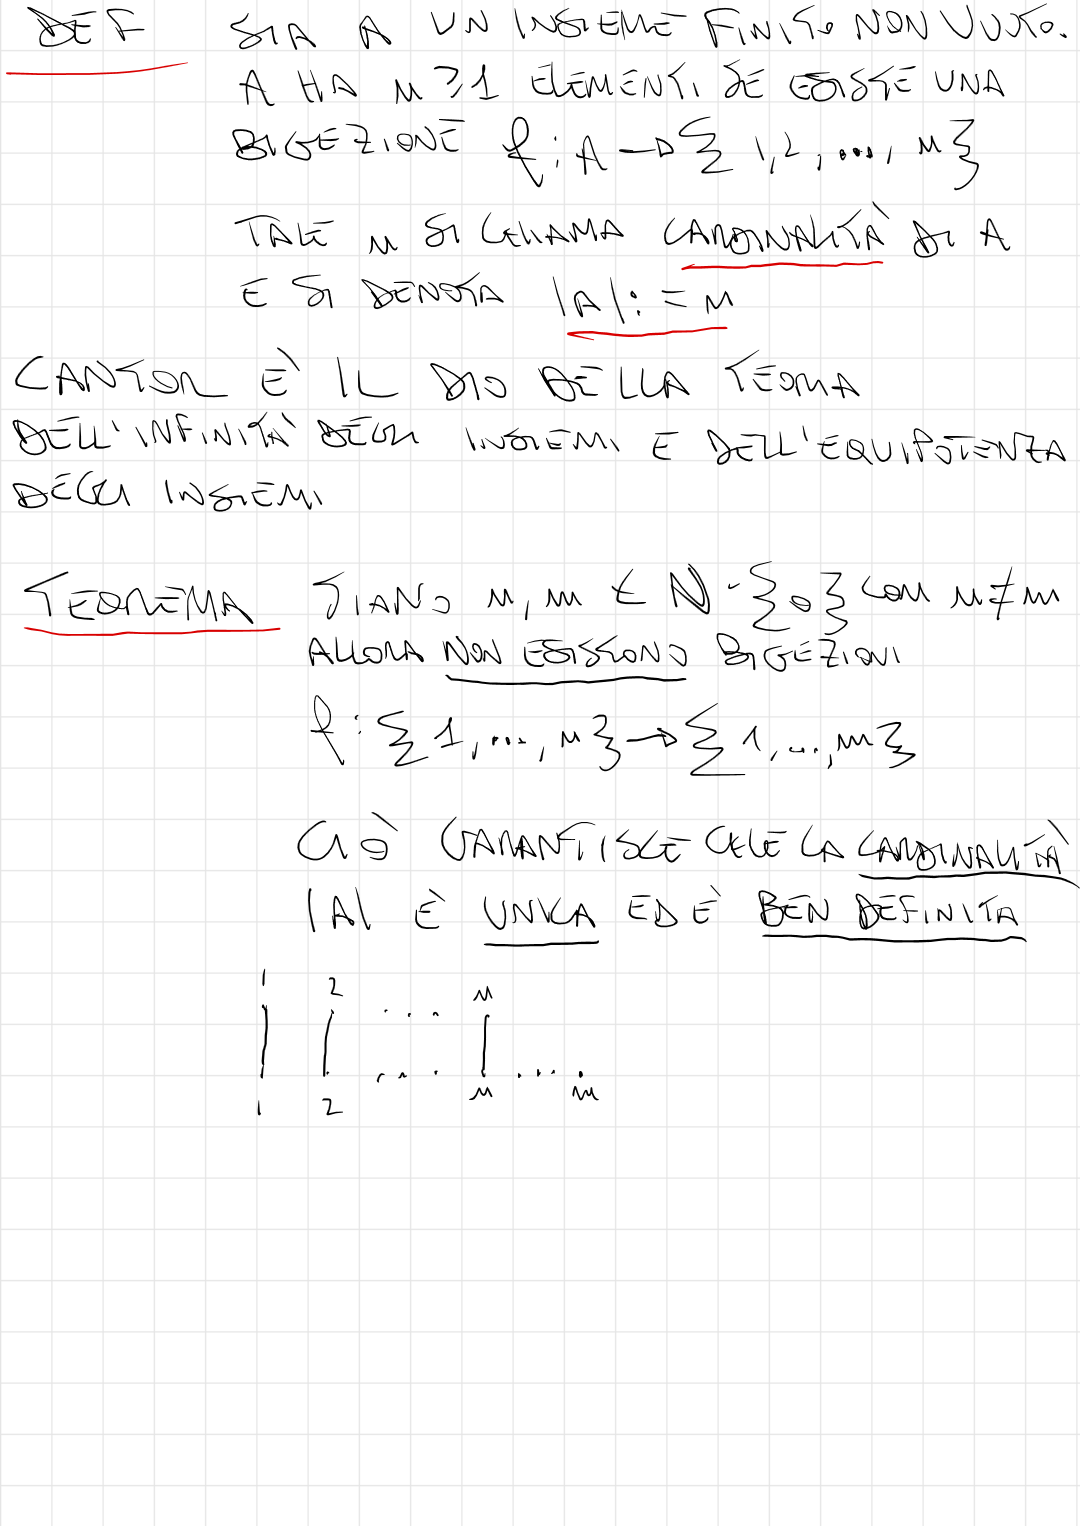 DEF SIA A UN INSIEME FINITO NON VUOTO.
A HA n ≥ 1 ELEMENTI SE ESISTE UNA
BIGEZIONE f : A → { 1, 2, ..., n }
TALE n SI CHIAMA CARDINALITÀ DI A
E SI DENOTA |A| := n
CANTOR È IL DIO DELLA TEORIA
DELL'INFINITÀ DEGLI INSIEMI E DELL'EQUIPOTENZA
DEGLI INSIEMI
TEOREMA SIANO n, m ∈ N - {0} CON n ≠ m
ALLORA NON ESISTONO BIGEZIONI
f : { 1, ..., n } → { 1, ..., m }
CIÒ GARANTISCE CHE LA CARDINALITÀ
|A| È UNICA ED È BEN DEFINITA
1 2 ... n
1 2 ... n ... m